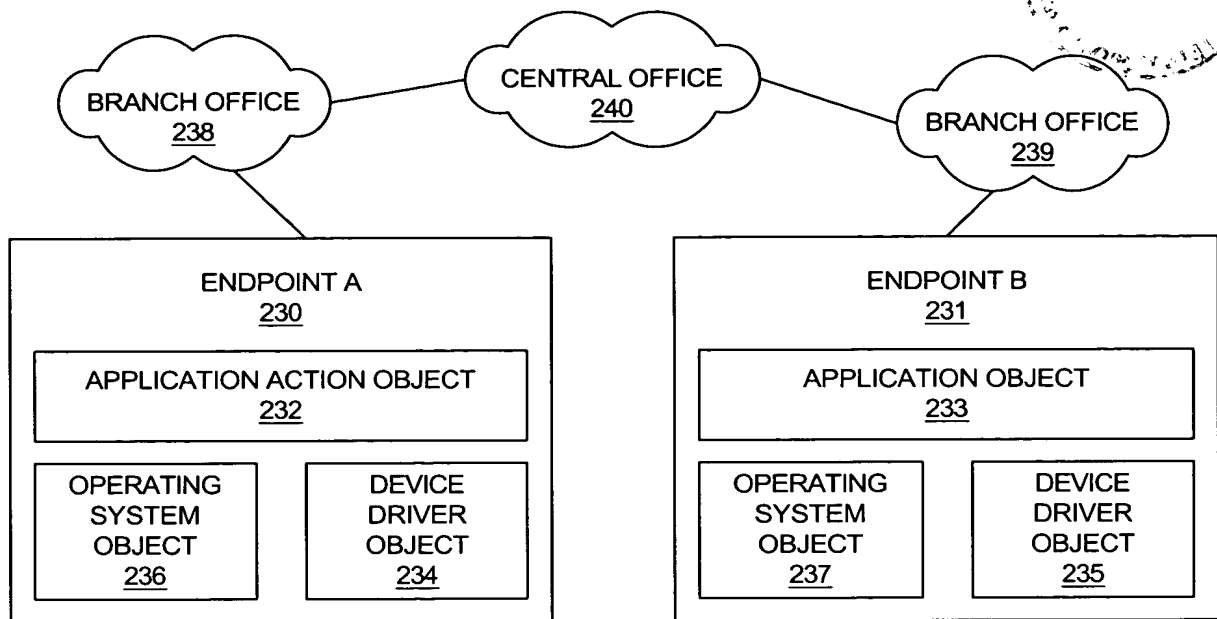 CENTRAL OFFICE
240
BRANCH OFFICE
238
BRANCH OFFICE
239
ENDPOINT A
230
APPLICATION ACTION OBJECT
232
OPERATING
SYSTEM
OBJECT
236
DEVICE
DRIVER
OBJECT
234
ENDPOINT B
231
APPLICATION OBJECT
233
OPERATING
SYSTEM
OBJECT
237
DEVICE
DRIVER
OBJECT
235